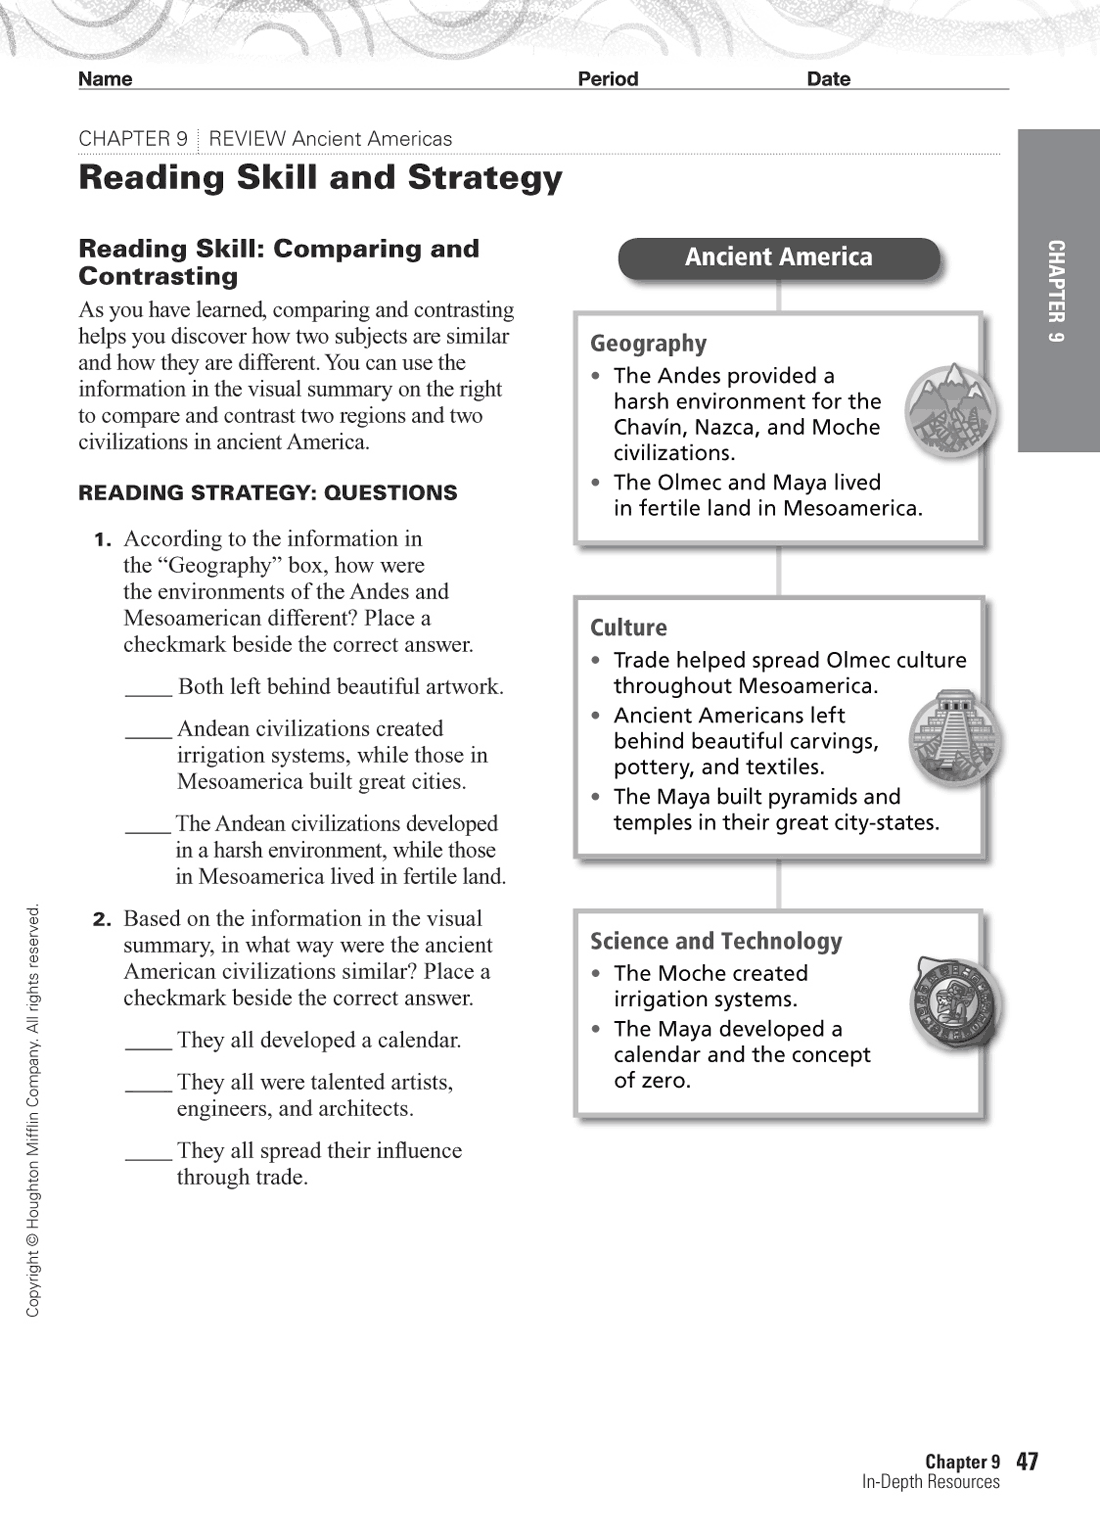 Name Period Date
CHAPTER 9 REVIEW Ancient Americas
Reading Skill and Strategy
Reading Skill: Comparing and
Contrasting
As you have learned, comparing and contrasting
helps you discover how two subjects are similar
and how they are different. You can use the
information in the visual summary on the right
to compare and contrast two regions and two
civilizations in ancient America.
READING STRATEGY: QUESTIONS
1. According to the information in
the “Geography” box, how were
the environments of the Andes and
Mesoamerican different? Place a
checkmark beside the correct answer.
____ Both left behind beautiful artwork.
____ Andean civilizations created
irrigation systems, while those in
Mesoamerica built great cities.
____ The Andean civilizations developed
in a harsh environment, while those
in Mesoamerica lived in fertile land.
2. Based on the information in the visual
summary, in what way were the ancient
American civilizations similar? Place a
checkmark beside the correct answer.
____ They all developed a calendar.
____ They all were talented artists,
engineers, and architects.
____ They all spread their influence
through trade.
Ancient America
Geography
• The Andes provided a
harsh environment for the
Chavín, Nazca, and Moche
civilizations.
• The Olmec and Maya lived
in fertile land in Mesoamerica.
Culture
• Trade helped spread Olmec culture
throughout Mesoamerica.
• Ancient Americans left
behind beautiful carvings,
pottery, and textiles.
• The Maya built pyramids and
temples in their great city-states.
Science and Technology
• The Moche created
irrigation systems.
• The Maya developed a
calendar and the concept
of zero.
CHAPTER 9
Copyright © Houghton Mifflin Company. All rights reserved.
Chapter 9 47
In-Depth Resources